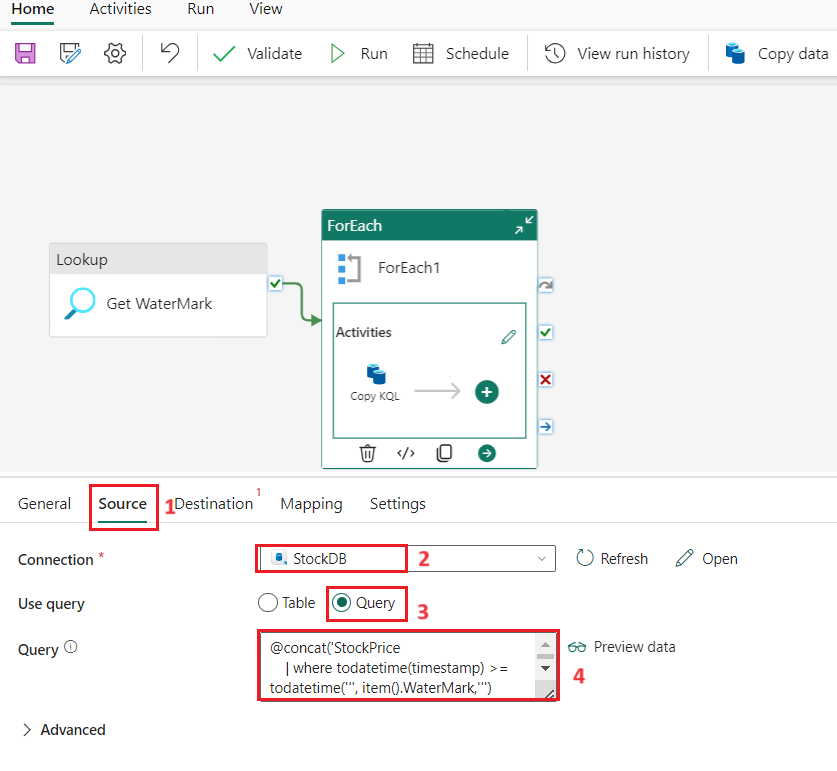 Home Activities Run View
Validate Run Schedule View run history Copy data
ForEach
Lookup
ForEach1
Get WaterMark
Activities
Copy KQL
General Source 1 Destination 1 Mapping Settings
Connection * StockDB 2 Refresh Open
Use query Table Query 3
Query @concat('StockPrice Preview data
| where todatetime(timestamp) >= 4
todatetime(''', item().WaterMark,''')
Advanced